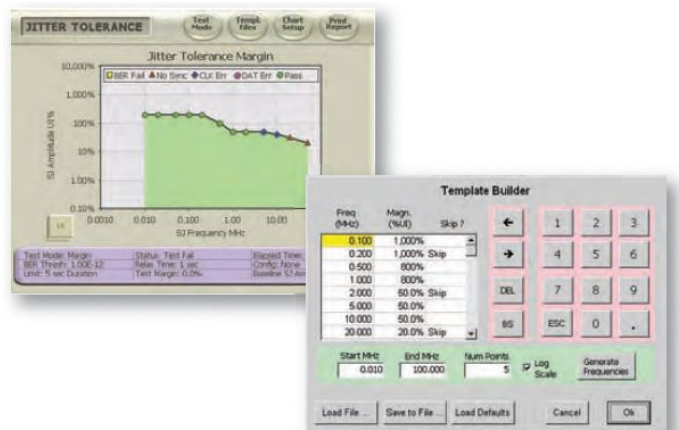 JITTER TOLERANCE
Test Mode
Templ. Files
Chart Setup
Print Report
Jitter Tolerance Margin
BER Fail No Sync CLK Err DAT Err Pass
SJ Amplitude UI%
10,000%
1,000%
100%
10%
1.00%
0.10%
0.0010 0.010 0.100 1.00 10.00
SJ Frequency MHz
Test Mode: Margin Status: Test Fail Elapsed Time:
BER Thresh: 1.00E-12 Relax Time: 1 sec Config: None
Limit: 5 sec Duration Test Margin: 0.0% Baseline SJ Am
Template Builder
Freq (MHz) Magn. (%UI) Skip ?
0.100 1,000%
0.200 1,000% Skip
0.500 800%
1.000 800%
2.000 50.0% Skip
5.000 50.0%
10.000 50.0%
20.000 20.0% Skip
1 2 3
4 5 6
DEL 7 8 9
BS ESC 0 .
Start MHz End MHz Num Points
0.010 100.000 5 Log Scale Generate Frequencies
Load File ... Save to File ... Load Defaults Cancel Ok